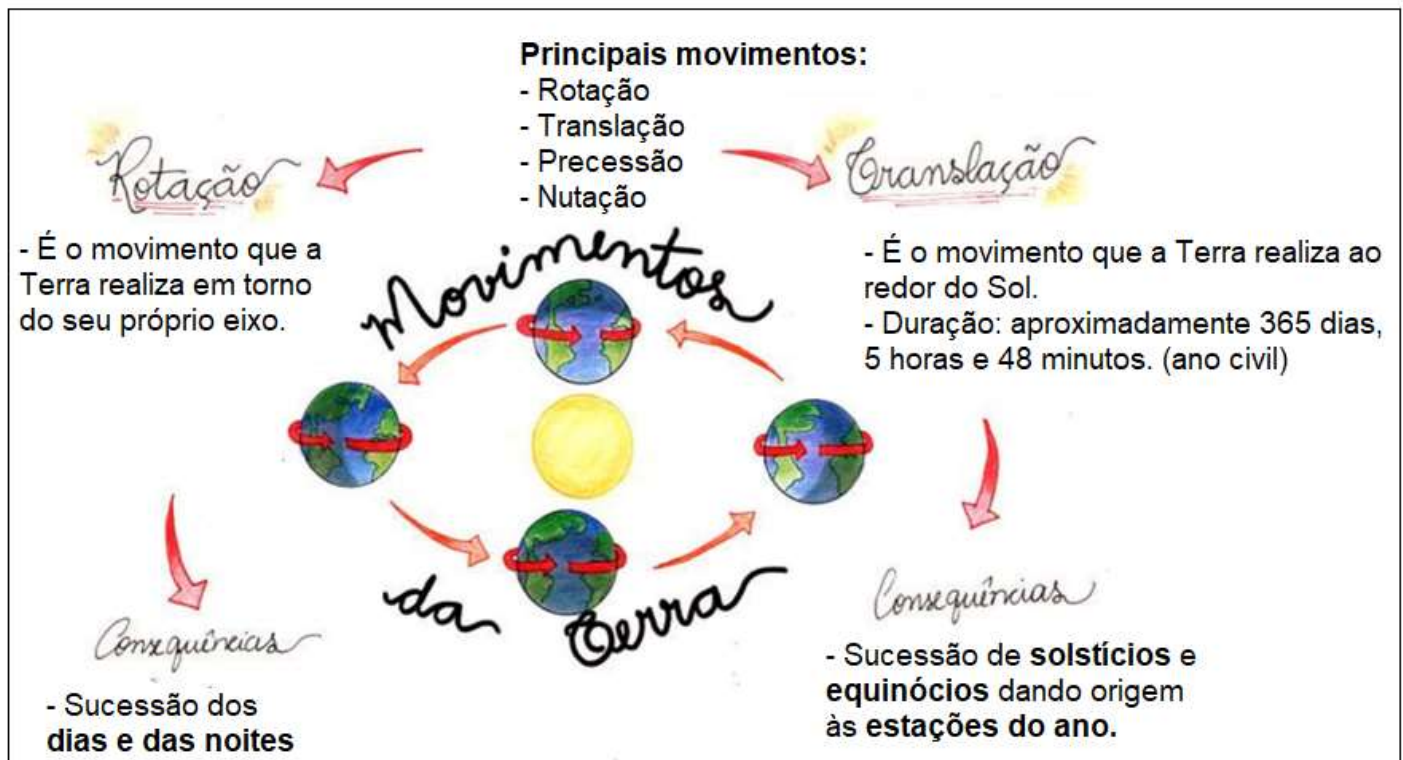 Principais movimentos:
- Rotação
- Translação
- Precessão
- Nutação
Rotação
- É o movimento que a
Terra realiza em torno
do seu próprio eixo.
Translação
- É o movimento que a Terra realiza ao
redor do Sol.
- Duração: aproximadamente 365 dias,
5 horas e 48 minutos. (ano civil)
Movimentos
da Terra
Consequências
- Sucessão dos
dias e das noites
Consequências
- Sucessão de solstícios e
equinócios dando origem
às estações do ano.